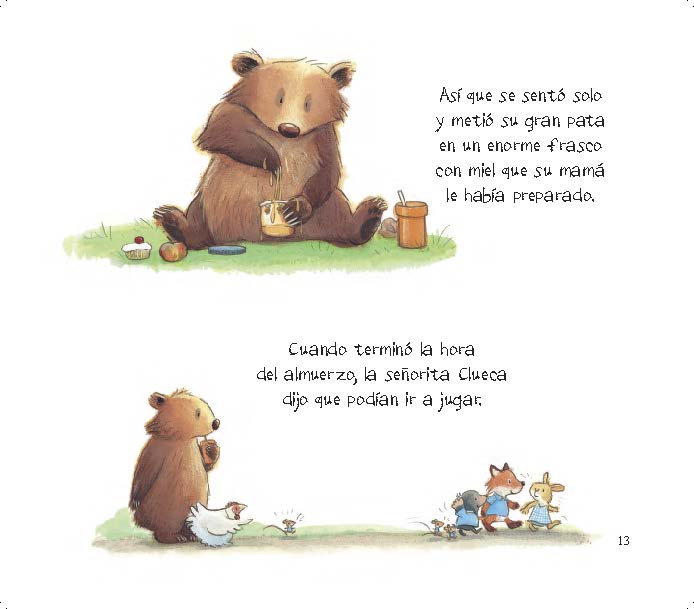 Así que se sentó solo
y metió su gran pata
en un enorme frasco
con miel que su mamá
le había preparado.
Cuando terminó la hora
del almuerzo, la señorita Clueca
dijo que podían ir a jugar.
13